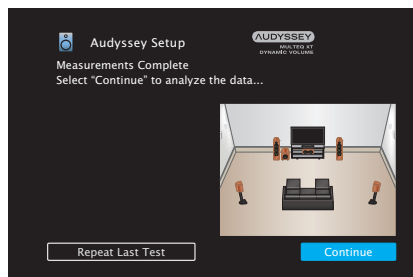 Audyssey Setup
AUDYSSEY
MULTEQ XT
DYNAMIC VOLUME
Measurements Complete
Select “Continue” to analyze the data...
Repeat Last Test
Continue